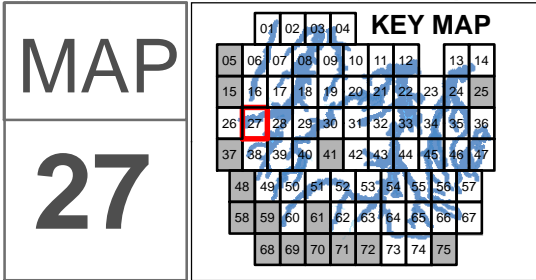 MAP
27
KEY MAP
01 02 03 04
05 06 07 08 09 10 11 12 13 14
15 16 17 18 19 20 21 22 23 24 25
26 27 28 29 30 31 32 33 34 35 36
37 38 39 40 41 42 43 44 45 46 47
48 49 50 51 52 53 54 55 56 57
58 59 60 61 62 63 64 65 66 67
68 69 70 71 72 73 74 75